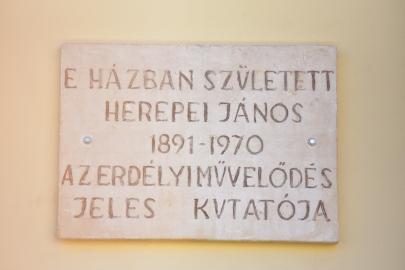 E HÁZBAN SZÜLETETT
HEREPEI JÁNOS
1891-1970
AZ ERDÉLYI MŰVELŐDÉS
JELES KVTATÓJA